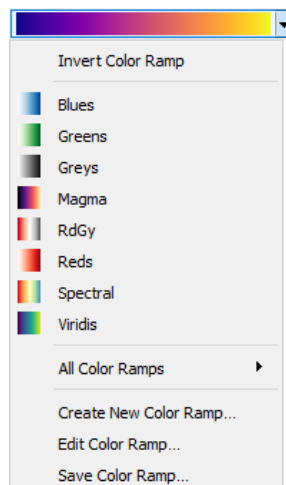 Invert Color Ramp
Blues
Greens
Greys
Magma
RdGy
Reds
Spectral
Viridis
All Color Ramps
Create New Color Ramp...
Edit Color Ramp...
Save Color Ramp...